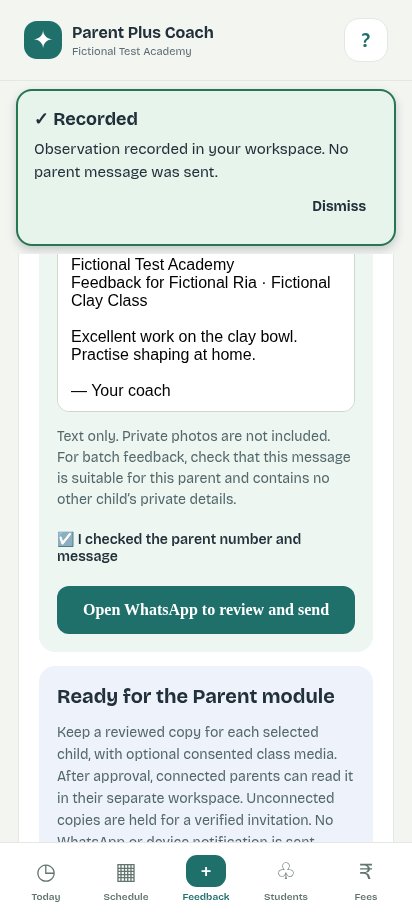 Parent Plus Coach
Fictional Test Academy
?
✓ Recorded
Observation recorded in your workspace. No
parent message was sent.
Dismiss
Fictional Test Academy
Feedback for Fictional Ria · Fictional
Clay Class
Excellent work on the clay bowl.
Practise shaping at home.
— Your coach
Text only. Private photos are not included.
For batch feedback, check that this message
is suitable for this parent and contains no
other child's private details.
☑ I checked the parent number and
message
Open WhatsApp to review and send
Ready for the Parent module
Keep a reviewed copy for each selected
child, with optional consented class media.
After approval, connected parents can read it
in their separate workspace. Unconnected
copies are held for a verified invitation. No
WhatsApp or device notification is sent
Today
Schedule
+
Feedback
Students
₹
Fees